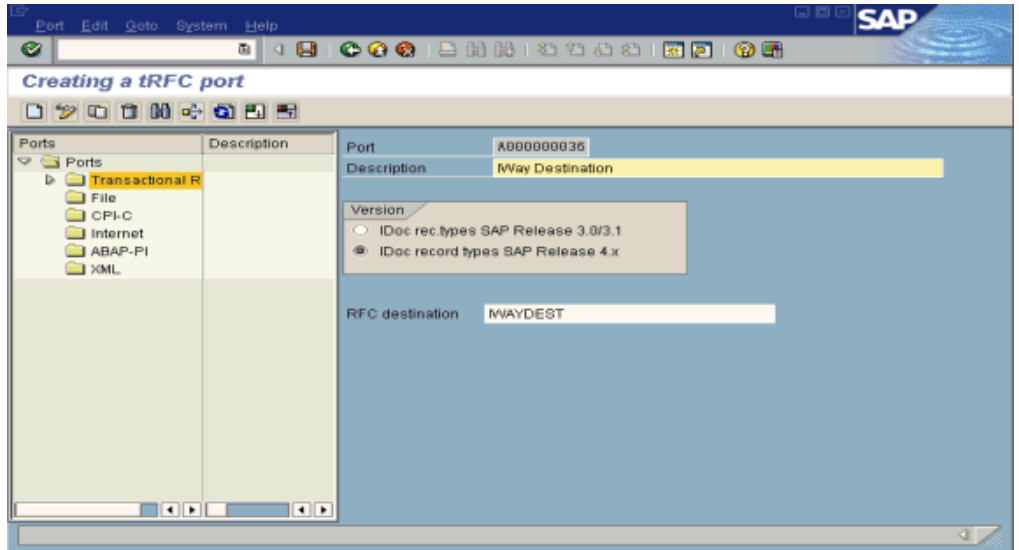 Port Edit Goto System Help
SAP
Creating a tRFC port
Ports Description
Ports
Transactional R
File
CPI-C
Internet
ABAP-PI
XML
Port A000000036
Description IWay Destination
Version
IDoc rec.types SAP Release 3.0/3.1
IDoc record types SAP Release 4.x
RFC destination IWAYDEST